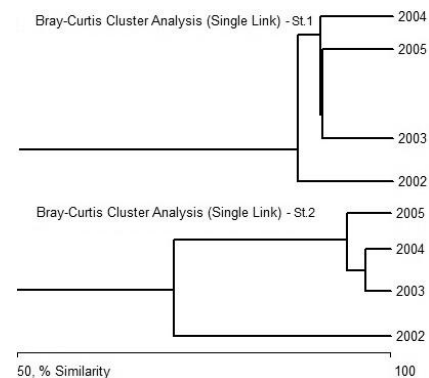 Bray-Curtis Cluster Analysis (Single Link) - St.1
2004
2005
2003
2002
Bray-Curtis Cluster Analysis (Single Link) - St.2
2005
2004
2003
2002
50, % Similarity 100